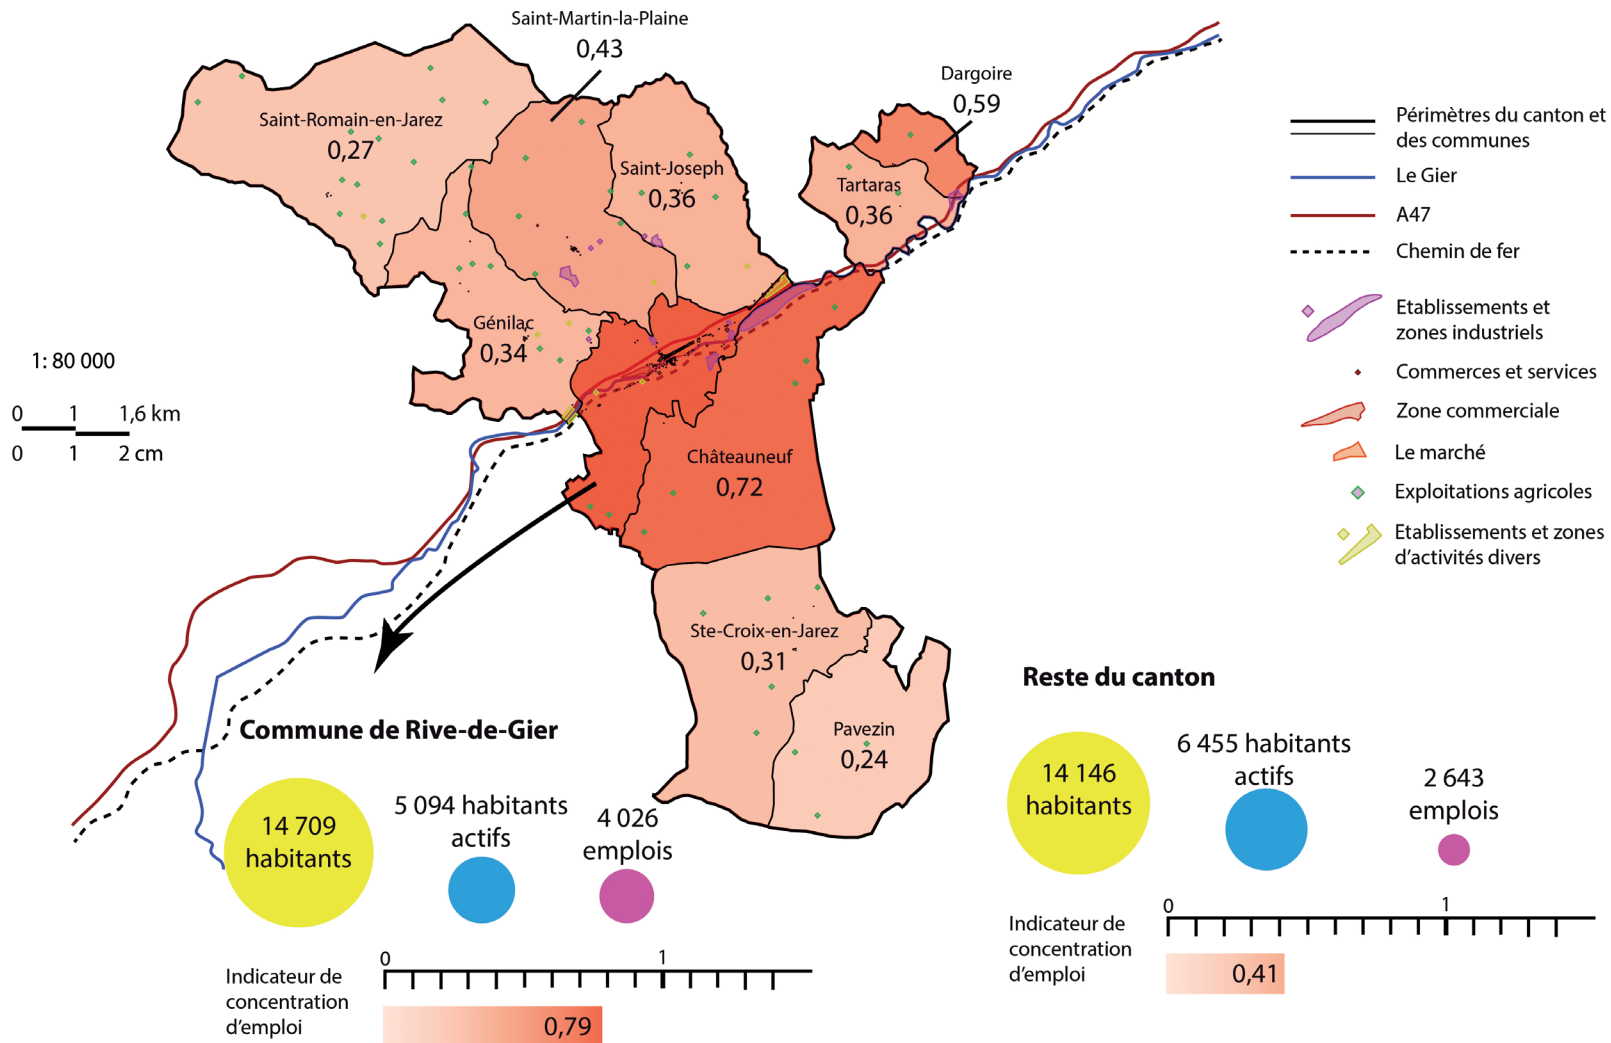 Saint-Martin-la-Plaine
0,43
Dargoire
0,59
Saint-Romain-en-Jarez
0,27
Saint-Joseph
0,36
Tartaras
0,36
Génilac
0,34
Châteauneuf
0,72
Ste-Croix-en-Jarez
0,31
Pavezin
0,24
1: 80 000
0 1 1,6 km
0 1 2 cm
Périmètres du canton et
des communes
Le Gier
A47
Chemin de fer
Etablissements et
zones industriels
Commerces et services
Zone commerciale
Le marché
Exploitations agricoles
Etablissements et zones
d'activités divers
Commune de Rive-de-Gier
14 709
habitants
5 094 habitants
actifs
4 026
emplois
Indicateur de
concentration
d'emploi
0 1
0,79
Reste du canton
14 146
habitants
6 455 habitants
actifs
2 643
emplois
Indicateur de
concentration
d'emploi
0 1
0,41